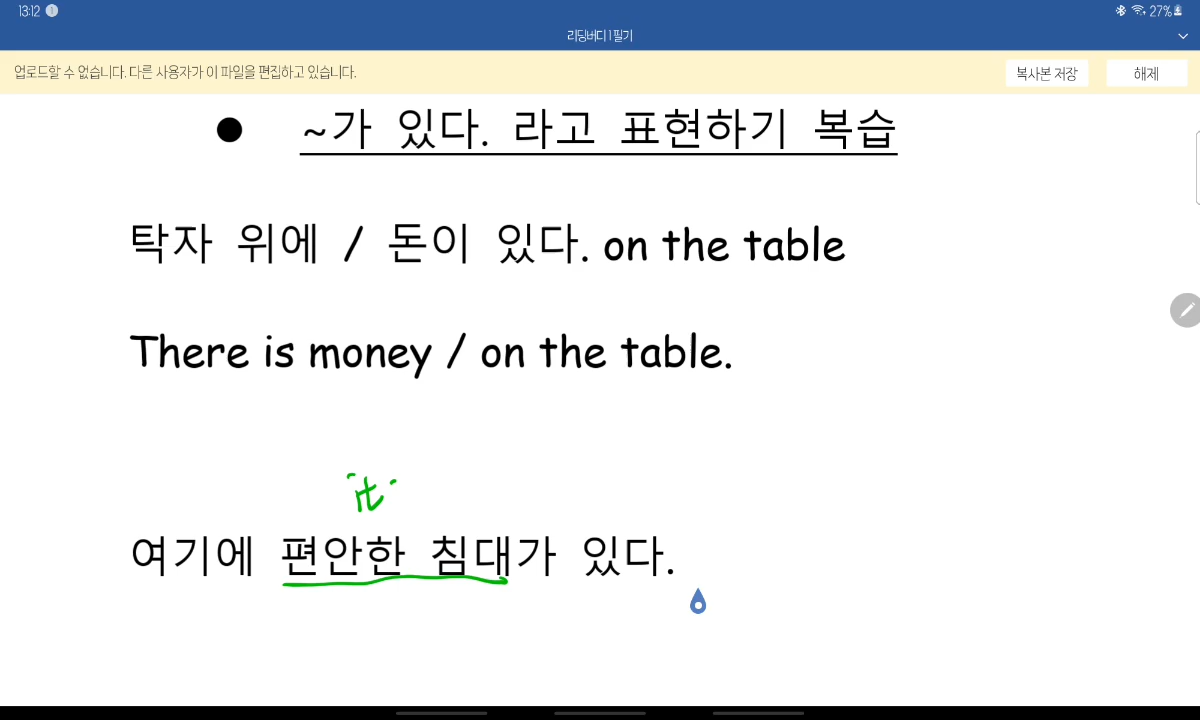 13:12 27%
리딩버디 1 필기
업로드할 수 없습니다. 다른 사용자가 이 파일을 편집하고 있습니다. 복사본 저장 해제
● ~가 있다. 라고 표현하기 복습
탁자 위에 / 돈이 있다. on the table
There is money / on the table.
it
여기에 편안한 침대가 있다.